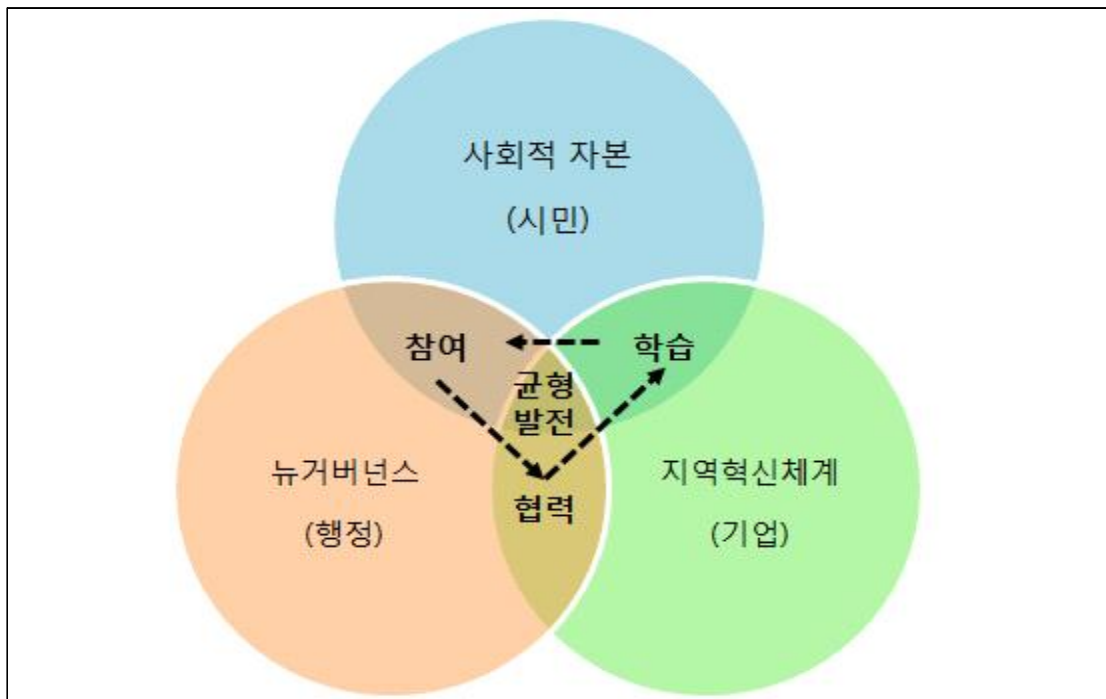 사회적 자본
(시민)
참여
학습
균형
발전
뉴거버넌스
(행정)
협력
지역혁신체계
(기업)